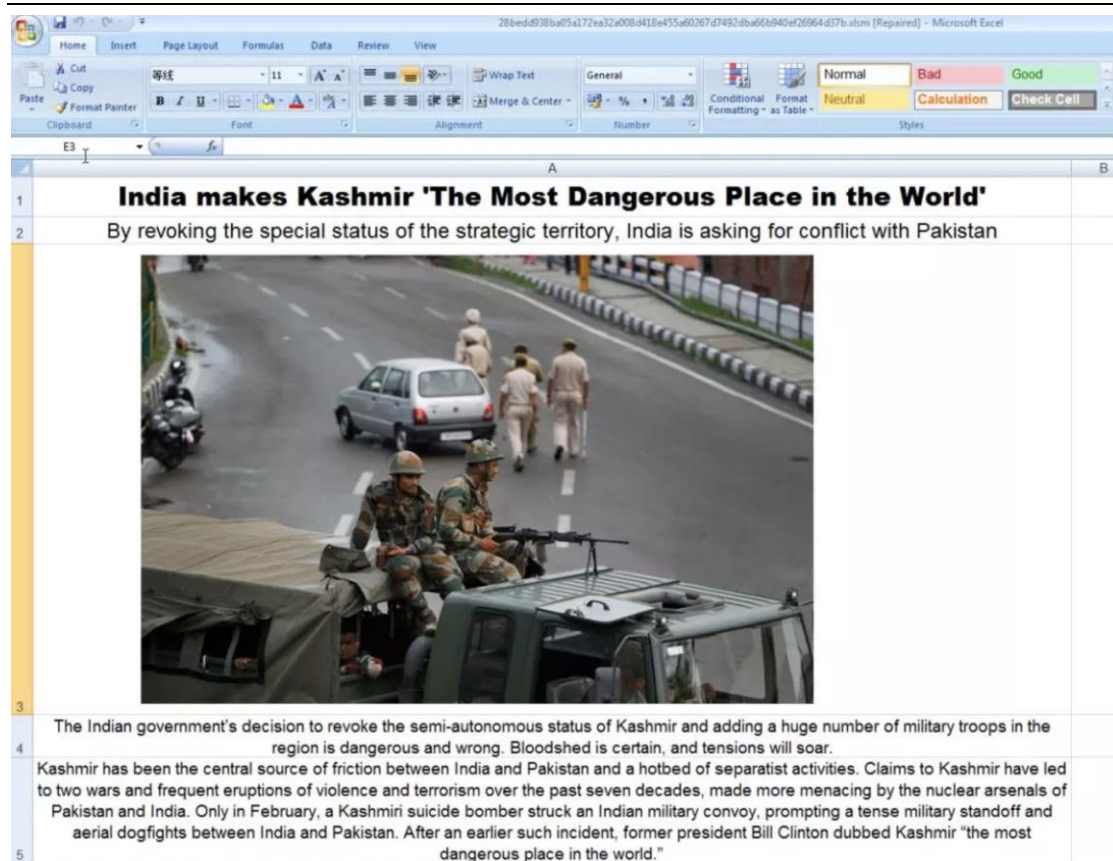 28bedd938ba05a172ea32a008d418e455a60267d7492dba66b940ef26964d37b.xlsm [Repaired] - Microsoft Excel
Home Insert Page Layout Formulas Data Review View
Cut
Copy
Paste
Format Painter
Clipboard
等线 11 A A
B I U A
Font
Wrap Text
Merge & Center
Alignment
General
% ,
Number
Conditional Formatting
Format as Table
Normal Bad Good
Neutral Calculation Check Cell
Styles
E3 fx
A B
1 India makes Kashmir 'The Most Dangerous Place in the World'
2 By revoking the special status of the strategic territory, India is asking for conflict with Pakistan
3
The Indian government's decision to revoke the semi-autonomous status of Kashmir and adding a huge number of military troops in the
4 region is dangerous and wrong. Bloodshed is certain, and tensions will soar.
Kashmir has been the central source of friction between India and Pakistan and a hotbed of separatist activities. Claims to Kashmir have led
to two wars and frequent eruptions of violence and terrorism over the past seven decades, made more menacing by the nuclear arsenals of
Pakistan and India. Only in February, a Kashmiri suicide bomber struck an Indian military convoy, prompting a tense military standoff and
aerial dogfights between India and Pakistan. After an earlier such incident, former president Bill Clinton dubbed Kashmir “the most
5 dangerous place in the world.”